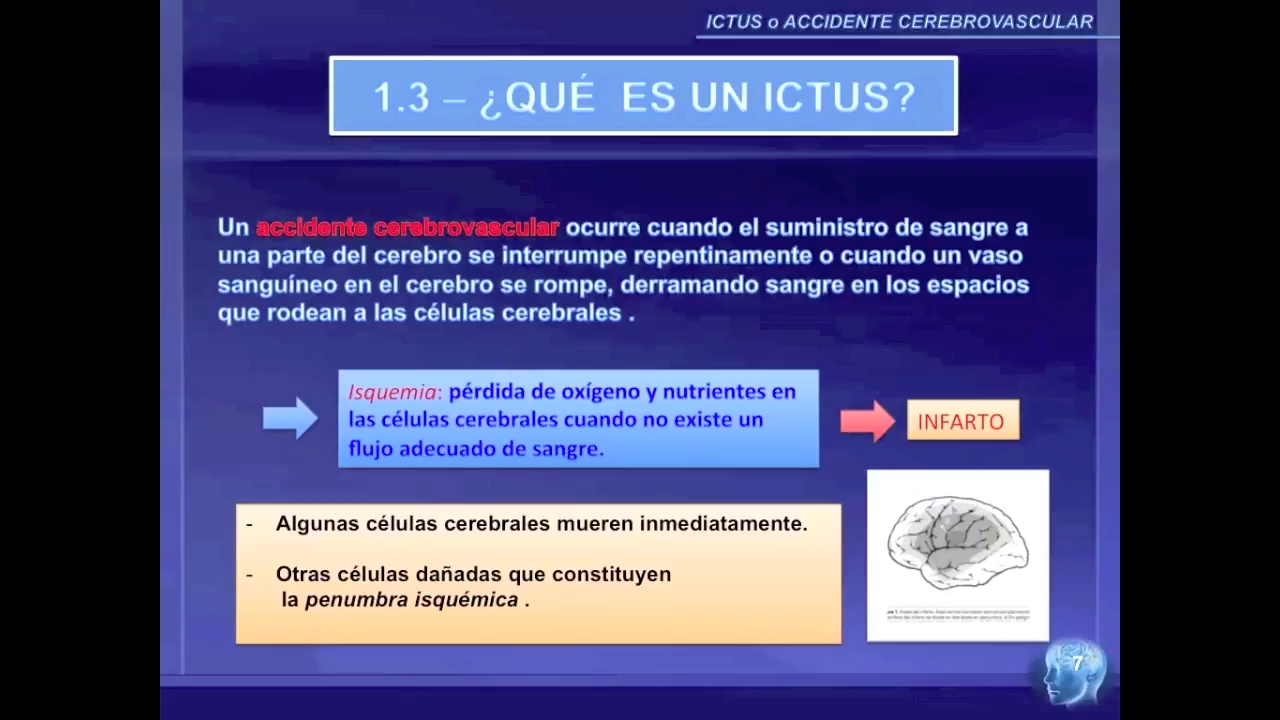 ICTUS o ACCIDENTE CEREBROVASCULAR
1.3 – ¿QUÉ ES UN ICTUS?
Un accidente cerebrovascular ocurre cuando el suministro de sangre a
una parte del cerebro se interrumpe repentinamente o cuando un vaso
sanguíneo en el cerebro se rompe, derramando sangre en los espacios
que rodean a las células cerebrales .
Isquemia: pérdida de oxígeno y nutrientes en
las células cerebrales cuando no existe un
flujo adecuado de sangre.
INFARTO
- Algunas células cerebrales mueren inmediatamente.
- Otras células dañadas que constituyen
la penumbra isquémica .
7